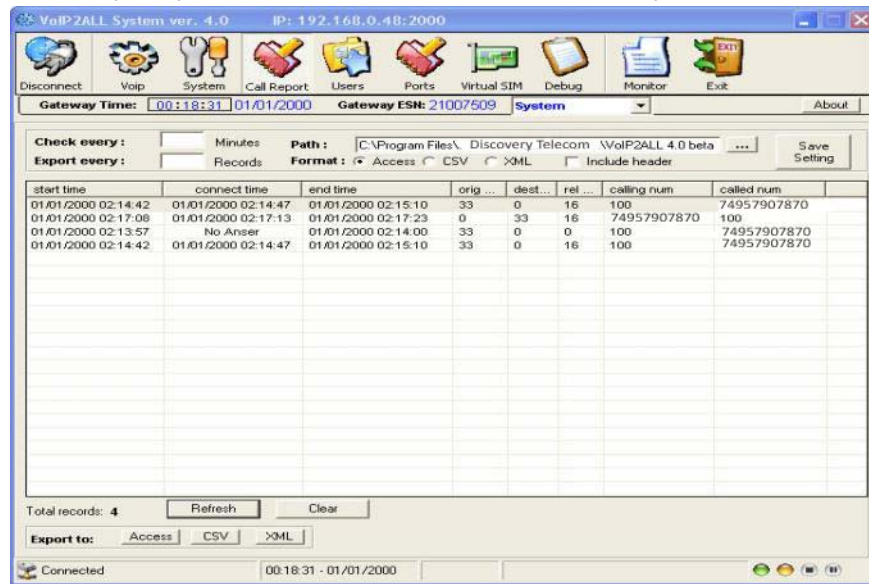 VoIP2ALL System ver. 4.0 IP: 192.168.0.48:2000
Disconnect Voip System Call Report Users Ports Virtual SIM Debug Monitor Exit
EXIT
Gateway Time: 00:18:31 01/01/2000 Gateway ESN: 21007509 System About
Check every : Minutes Path : C:\Program Files\. Discovery Telecom \VoIP2ALL 4.0 beta ... Save Setting
Export every : Records Format : Access CSV XML Include header
start time connect time end time orig ... dest... rel ... calling num called num
01/01/2000 02:14:42 01/01/2000 02:14:47 01/01/2000 02:15:10 33 0 16 100 74957907870
01/01/2000 02:17:08 01/01/2000 02:17:13 01/01/2000 02:17:23 0 33 16 74957907870 100
01/01/2000 02:13:57 No Anser 01/01/2000 02:14:00 33 0 0 100 74957907870
01/01/2000 02:14:42 01/01/2000 02:14:47 01/01/2000 02:15:10 33 0 16 100 74957907870
Total records: 4 Refresh Clear
Export to: Access CSV XML
Connected 00:18:31 - 01/01/2000